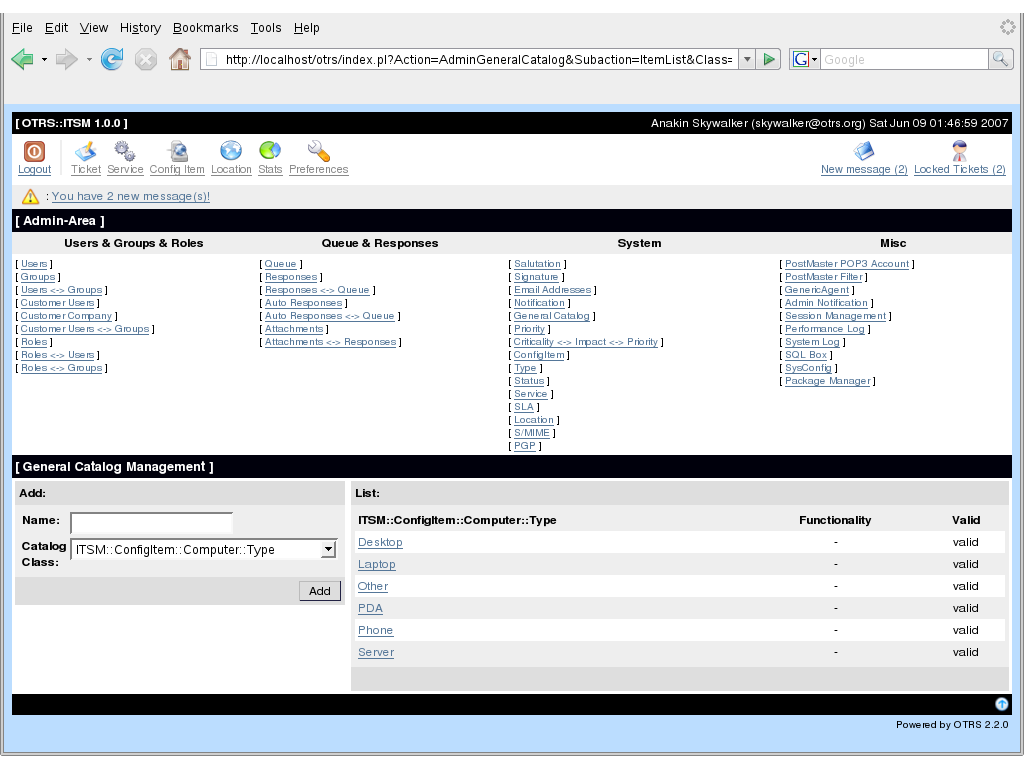 File Edit View History Bookmarks Tools Help
http://localhost/otrs/index.pl?Action=AdminGeneralCatalog&Subaction=ItemList&Class=
G Google
[ OTRS::ITSM 1.0.0 ] Anakin Skywalker (skywalker@otrs.org) Sat Jun 09 01:46:59 2007
Logout Ticket Service Config Item Location Stats Preferences New message (2) Locked Tickets (2)
: You have 2 new message(s)!
[ Admin-Area ]
Users & Groups & Roles Queue & Responses System Misc
[ Users ] [ Queue ] [ Salutation ] [ PostMaster POP3 Account ]
[ Groups ] [ Responses ] [ Signature ] [ PostMaster Filter ]
[ Users <-> Groups ] [ Responses <-> Queue ] [ Email Addresses ] [ GenericAgent ]
[ Customer Users ] [ Auto Responses ] [ Notification ] [ Admin Notification ]
[ Customer Company ] [ Auto Responses <-> Queue ] [ General Catalog ] [ Session Management ]
[ Customer Users <-> Groups ] [ Attachments ] [ Priority ] [ Performance Log ]
[ Roles ] [ Attachments <-> Responses ] [ Criticality <-> Impact <-> Priority ] [ System Log ]
[ Roles <-> Users ] [ ConfigItem ] [ SQL Box ]
[ Roles <-> Groups ] [ Type ] [ SysConfig ]
[ Status ] [ Package Manager ]
[ Service ]
[ SLA ]
[ Location ]
[ S/MIME ]
[ PGP ]
[ General Catalog Management ]
Add:
Name:
Catalog Class: ITSM::ConfigItem::Computer::Type
Add
List:
ITSM::ConfigItem::Computer::Type Functionality Valid
Desktop - valid
Laptop - valid
Other - valid
PDA - valid
Phone - valid
Server - valid
Powered by OTRS 2.2.0